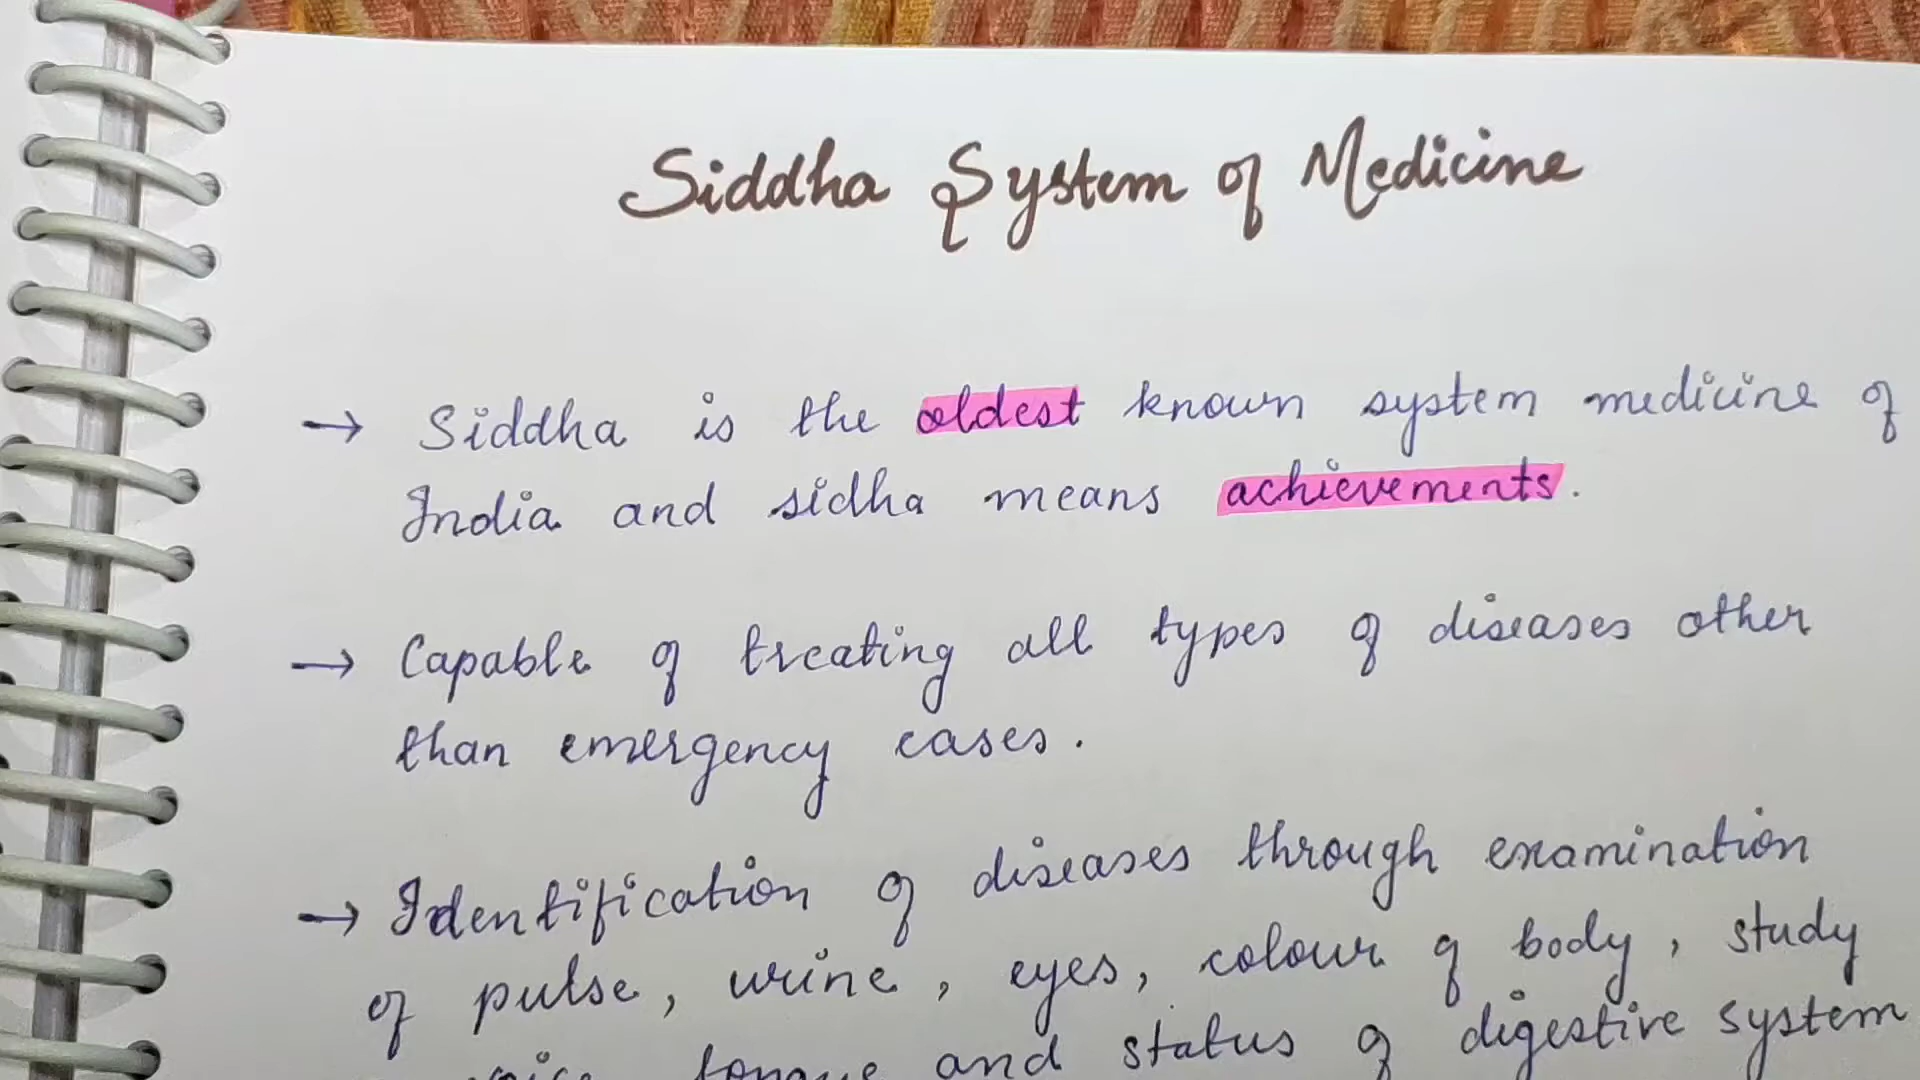 Siddha System of Medicine
→ Siddha is the oldest known system medicine of
India and sidha means achievements.
→ Capable of treating all types of diseases other
than emergency cases.
→ Identification of diseases through examination
of pulse, urine, eyes, colour of body, study
tongue and status of digestive system